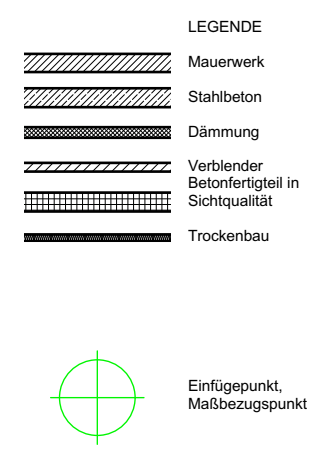 LEGENDE
Mauerwerk
Stahlbeton
Dämmung
Verblender
Betonfertigteil in
Sichtqualität
Trockenbau
Einfügepunkt,
Maßbezugspunkt